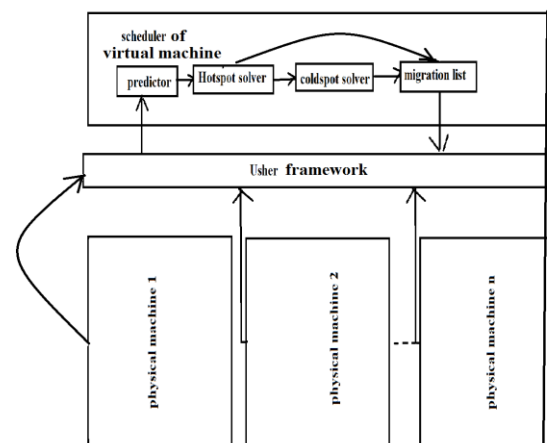 scheduler of
virtual machine
predictor
Hotspot solver
coldspot solver
migration list
Usher framework
physical machine 1
physical machine 2
physical machine n